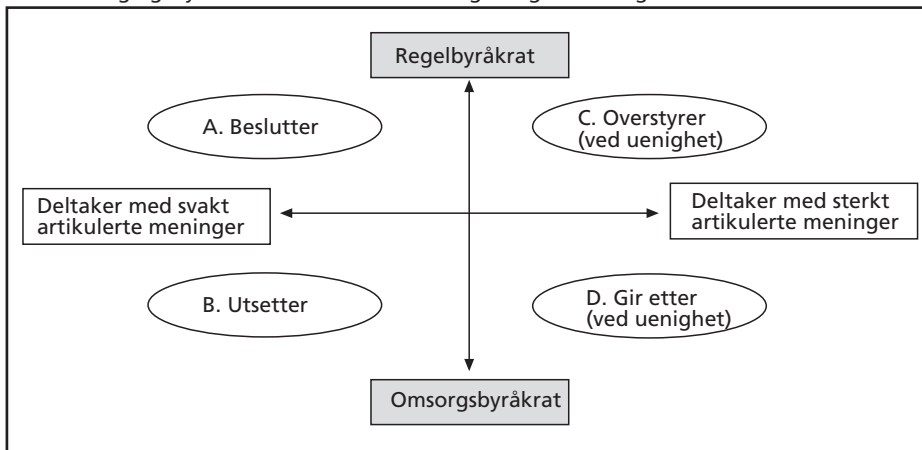 Regelbyråkrat
A. Beslutter
C. Overstyrer
(ved uenighet)
Deltaker med svakt
artikulerte meninger
Deltaker med sterkt
artikulerte meninger
B. Utsetter
D. Gir etter
(ved uenighet)
Omsorgsbyråkrat